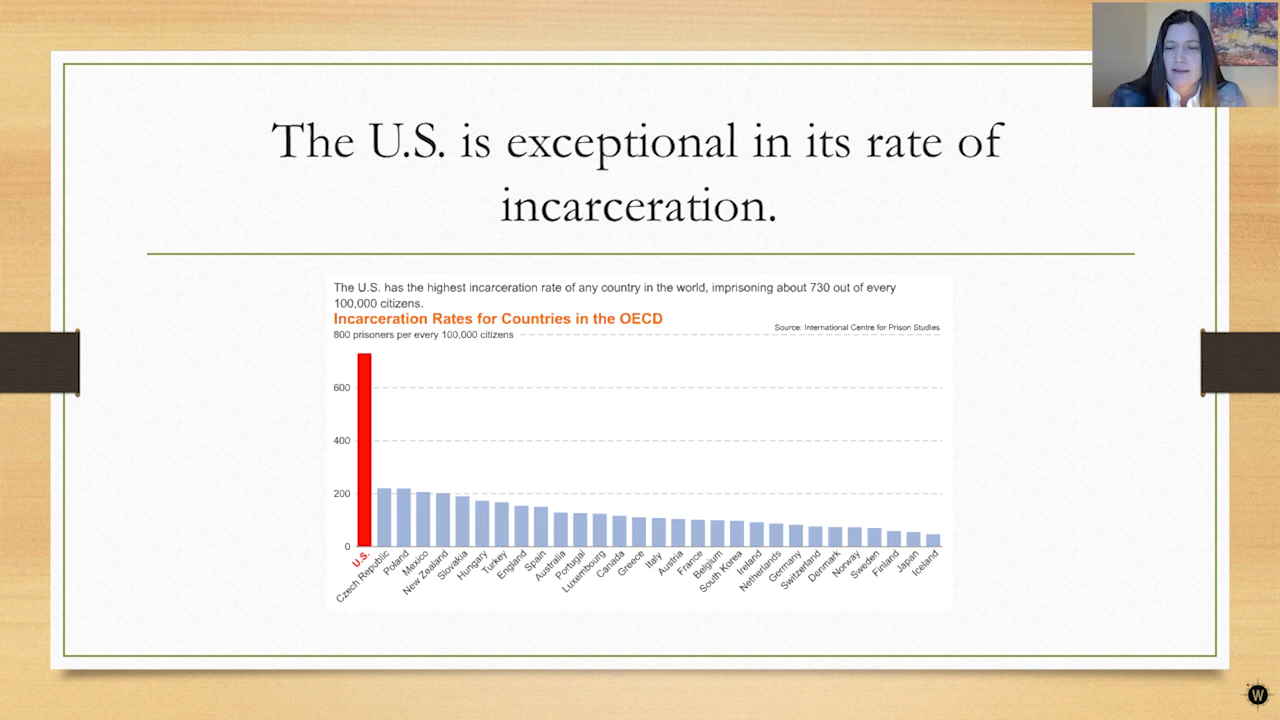 The U.S. is exceptional in its rate of
incarceration.
The U.S. has the highest incarceration rate of any country in the world, imprisoning about 730 out of every
100,000 citizens.
Incarceration Rates for Countries in the OECD
Source: International Centre for Prison Studies
800 prisoners per every 100,000 citizens
600
400
200
0
U.S.
Czech Republic
Poland
Mexico
New Zealand
Slovakia
Hungary
Turkey
England
Spain
Australia
Portugal
Luxembourg
Canada
Greece
Italy
Austria
France
Belgium
South Korea
Ireland
Netherlands
Germany
Switzerland
Denmark
Norway
Sweden
Finland
Japan
Iceland
W